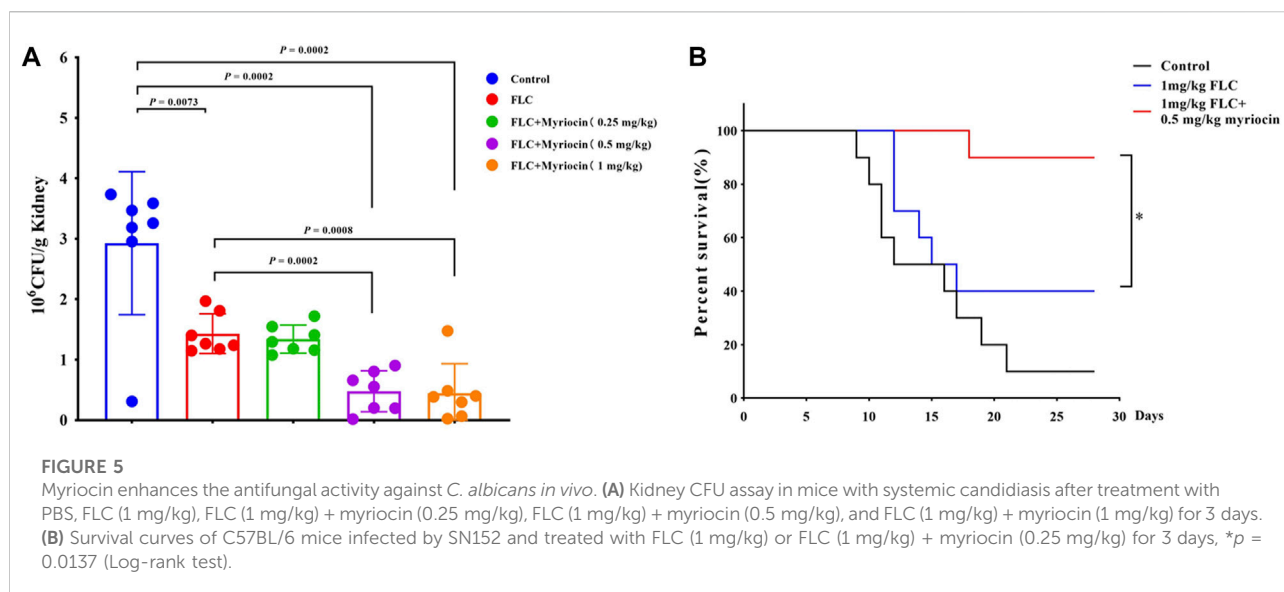 A
6
5
4
3
2
1
0
10⁶CFU/g Kidney
P = 0.0002
P = 0.0002
P = 0.0073
P = 0.0008
P = 0.0002
Control
FLC
FLC+Myriocin( 0.25 mg/kg)
FLC+Myriocin( 0.5 mg/kg)
FLC+Myriocin( 1 mg/kg)
B
Control
1mg/kg FLC
1mg/kg FLC+
0.5 mg/kg myriocin
100
80
60
40
20
0
Percent survival(%)
*
0 5 10 15 20 25 30 Days
FIGURE 5
Myriocin enhances the antifungal activity against C. albicans in vivo. (A) Kidney CFU assay in mice with systemic candidiasis after treatment with
PBS, FLC (1 mg/kg), FLC (1 mg/kg) + myriocin (0.25 mg/kg), FLC (1 mg/kg) + myriocin (0.5 mg/kg), and FLC (1 mg/kg) + myriocin (1 mg/kg) for 3 days.
(B) Survival curves of C57BL/6 mice infected by SN152 and treated with FLC (1 mg/kg) or FLC (1 mg/kg) + myriocin (0.25 mg/kg) for 3 days, *p =
0.0137 (Log-rank test).